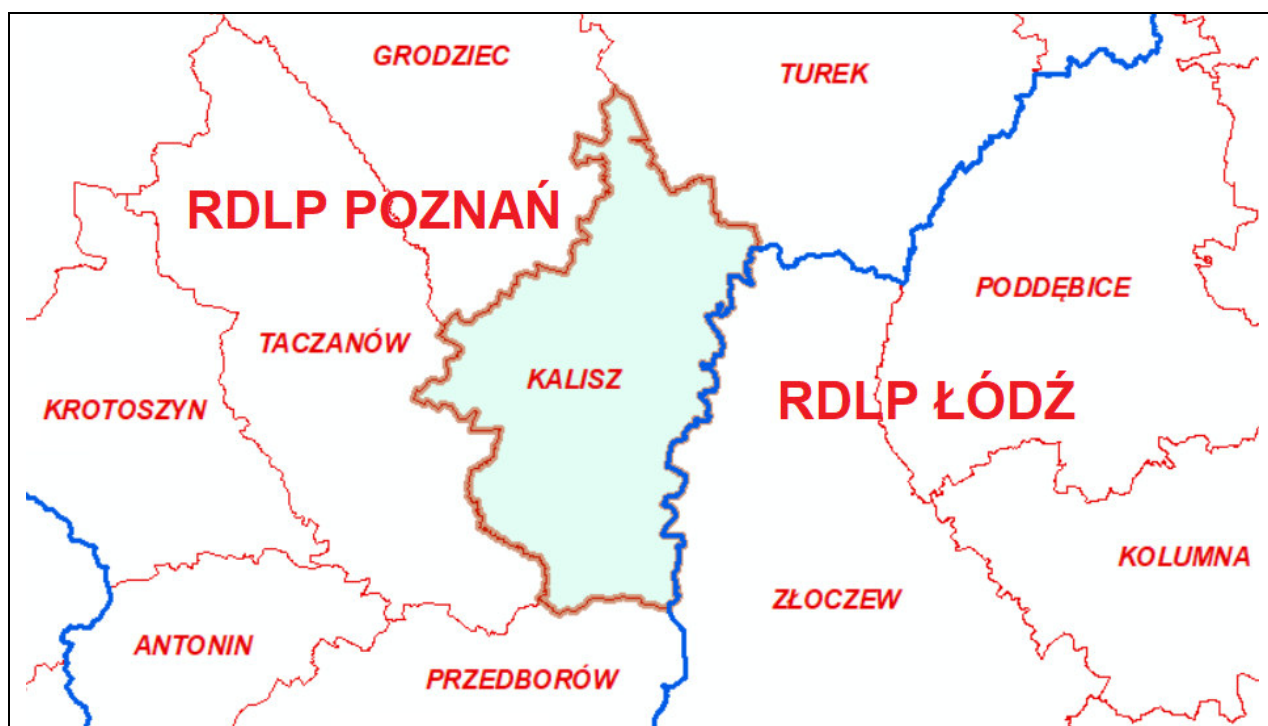 GRODZIEC
TUREK
RDLP POZNAŃ
PODDĘBICE
TACZANÓW
KALISZ
RDLP ŁÓDŹ
KROTOSZYN
KOLUMNA
ZŁOCZEW
ANTONIN
PRZEDBORÓW